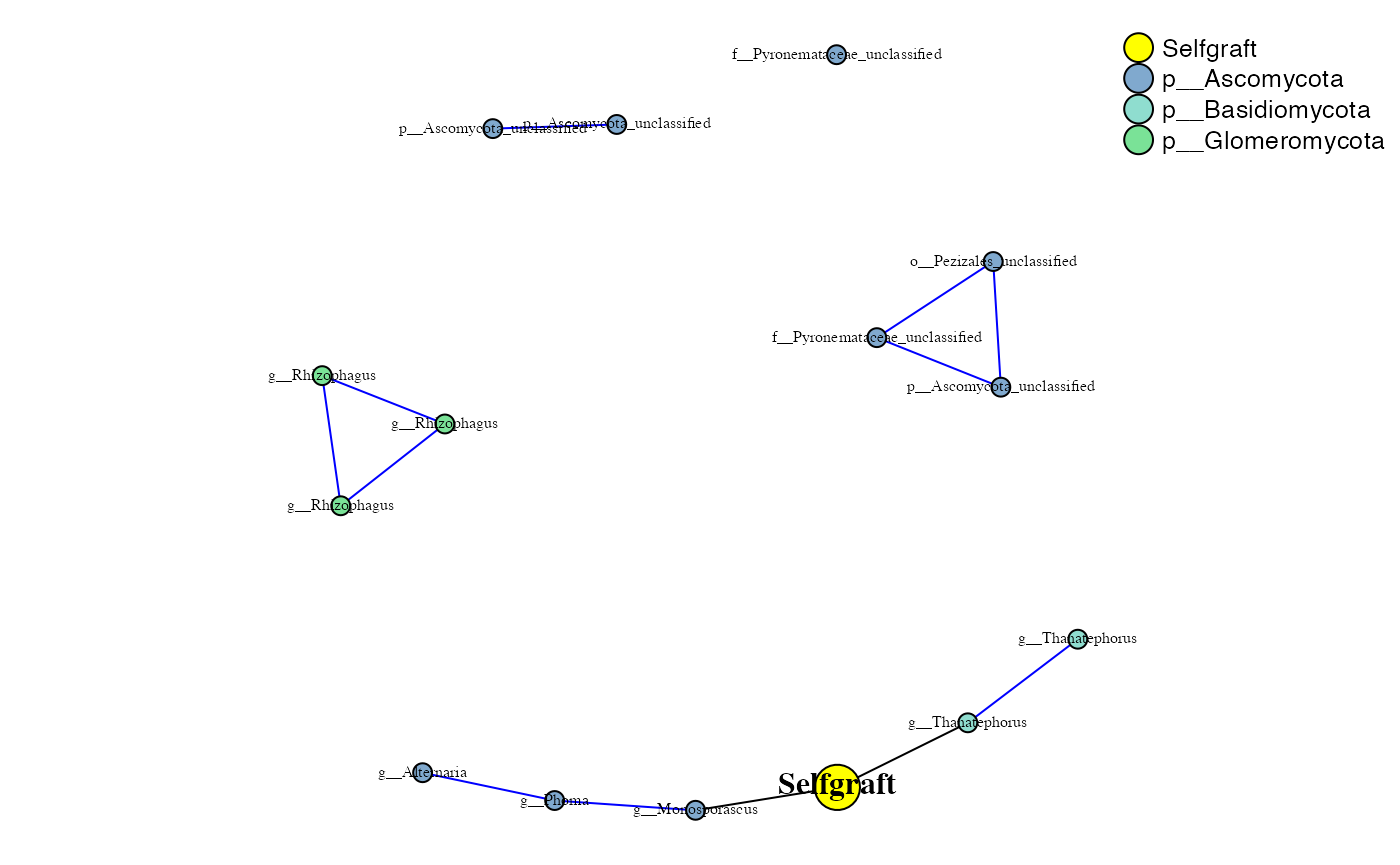 f__Pyronemataceae_unclassified
Selfgraft
p__Ascomycota
p__Basidiomycota
p__Glomeromycota
p__Ascomycota_unclassified
p__Ascomycota_unclassified
o__Pezizales_unclassified
f__Pyronemataceae_unclassified
p__Ascomycota_unclassified
g__Rhizophagus
g__Rhizophagus
g__Rhizophagus
g__Thanatephorus
g__Thanatephorus
g__Alternaria
g__Phoma
g__Monosporascus
Selfgraft